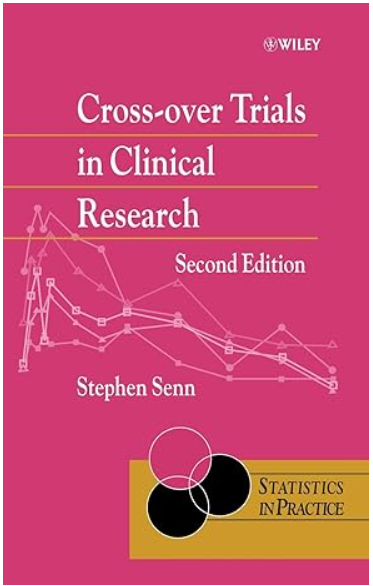 WILEY
Cross-over Trials
in Clinical
Research
Second Edition
Stephen Senn
STATISTICS
IN PRACTICE